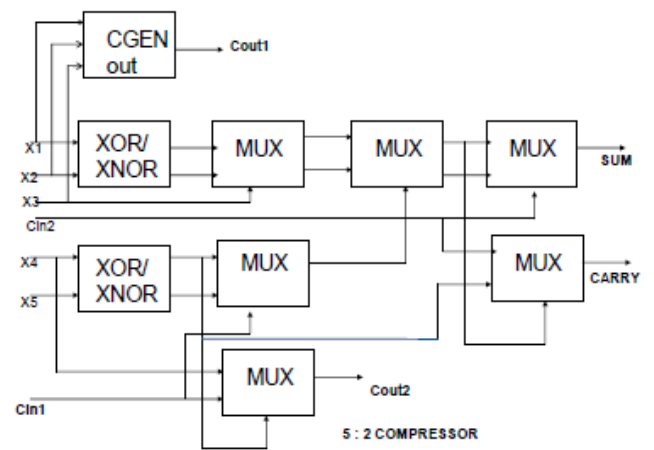 CGEN
out
Cout1
X1
X2
X3
Cin2
XOR/
XNOR
MUX
MUX
MUX
SUM
X4
X5
XOR/
XNOR
MUX
MUX
CARRY
Cin1
MUX
Cout2
5 : 2 COMPRESSOR